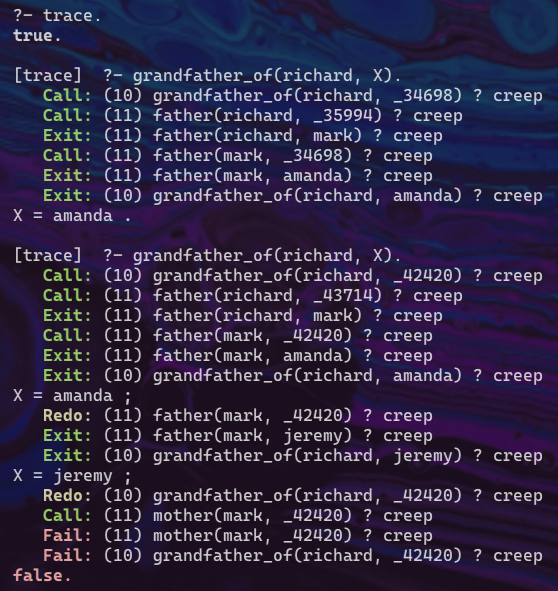 ?- trace.
true.
[trace]  ?- grandfather_of(richard, X).
   Call: (10) grandfather_of(richard, _34698) ? creep
   Call: (11) father(richard, _35994) ? creep
   Exit: (11) father(richard, mark) ? creep
   Call: (11) father(mark, _34698) ? creep
   Exit: (11) father(mark, amanda) ? creep
   Exit: (10) grandfather_of(richard, amanda) ? creep
X = amanda .
[trace]  ?- grandfather_of(richard, X).
   Call: (10) grandfather_of(richard, _42420) ? creep
   Call: (11) father(richard, _43714) ? creep
   Exit: (11) father(richard, mark) ? creep
   Call: (11) father(mark, _42420) ? creep
   Exit: (11) father(mark, amanda) ? creep
   Exit: (10) grandfather_of(richard, amanda) ? creep
X = amanda ;
   Redo: (11) father(mark, _42420) ? creep
   Exit: (11) father(mark, jeremy) ? creep
   Exit: (10) grandfather_of(richard, jeremy) ? creep
X = jeremy ;
   Redo: (10) grandfather_of(richard, _42420) ? creep
   Call: (11) mother(mark, _42420) ? creep
   Fail: (11) mother(mark, _42420) ? creep
   Fail: (10) grandfather_of(richard, _42420) ? creep
false.